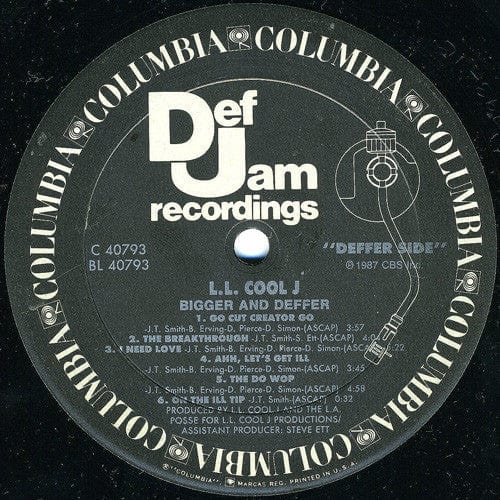 COLUMBIA COLUMBIA COLUMBIA COLUMBIA COLUMBIA COLUMBIA COLUMBIA COLUMBIA
Def
Jam
recordings
C 40793
BL 40793
"DEFFER SIDE"
℗ 1987 CBS Inc.
L.L. COOL J
BIGGER AND DEFFER
1. GO CUT CREATOR GO
-J.T. Smith-B. Erving-D. Pierce-D. Simon-(ASCAP) 3:57
2. THE BREAKTHROUGH -J.T. Smith-S. Ett-(ASCAP) 4:04
3. I NEED LOVE -J.T. Smith-B. Erving-D. Pierce-D. Simon-(ASCAP) :22
4. AHH, LET'S GET ILL
-J.T. Smith-B. Erving-D. Pierce-D. Simon-(ASCAP) 3:45
5. THE DO WOP
-J.T. Smith-B. Erving-D. Pierce-D. Simon-(ASCAP) 4:58
6. ON THE ILL TIP -J.T. Smith-(ASCAP) 0:32
PRODUCED BY L.L. COOL J AND THE L.A.
POSSE FOR L.L. COOL J PRODUCTIONS/
ASSISTANT PRODUCER: STEVE ETT
"COLUMBIA", MARCAS REG. PRINTED IN U.S.A.